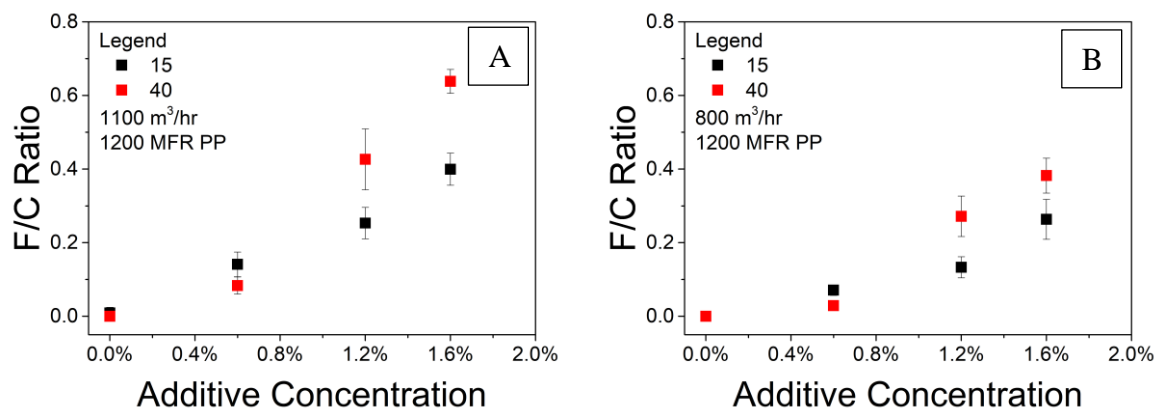 A
Legend
15
40
1100 m³/hr
1200 MFR PP
F/C Ratio
0.8
0.6
0.4
0.2
0.0
0.0% 0.4% 0.8% 1.2% 1.6% 2.0%
Additive Concentration
B
Legend
15
40
800 m³/hr
1200 MFR PP
F/C Ratio
0.8
0.6
0.4
0.2
0.0
0.0% 0.4% 0.8% 1.2% 1.6% 2.0%
Additive Concentration